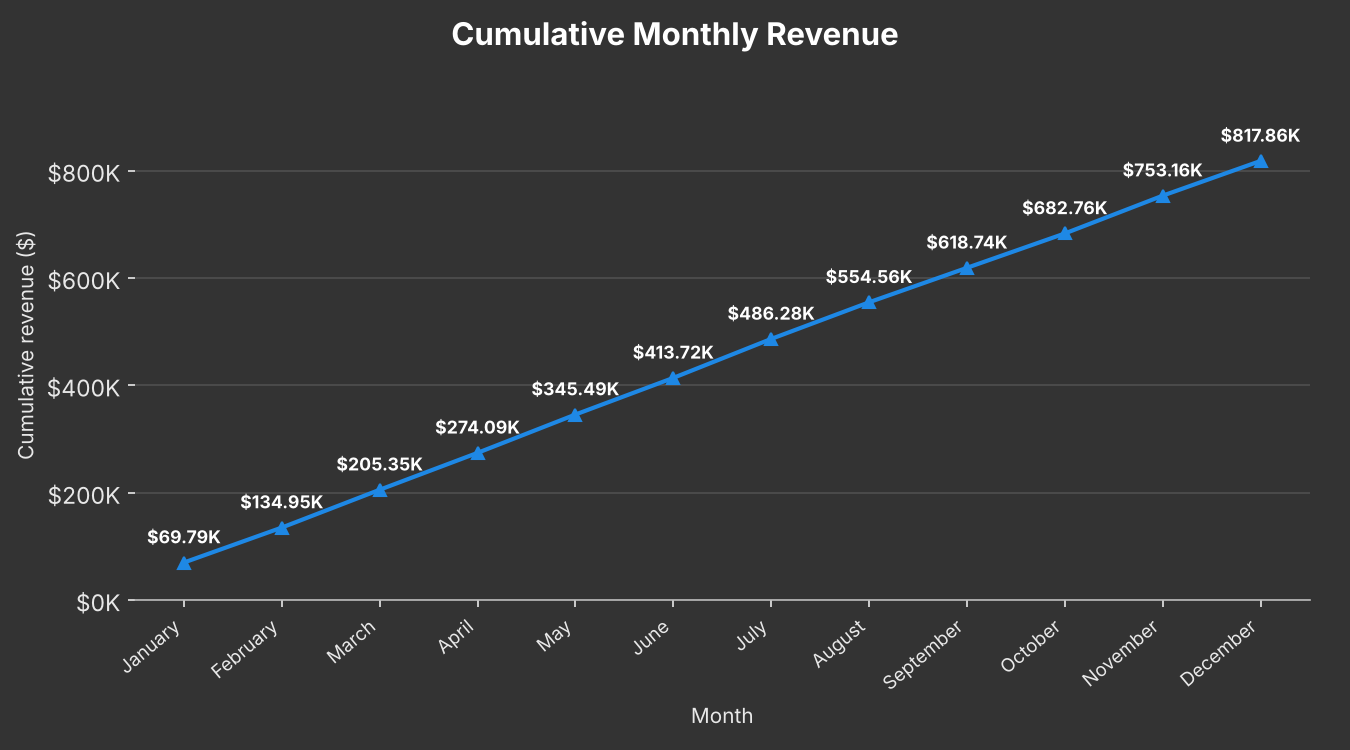 Cumulative Monthly Revenue
Cumulative revenue ($)
$800K
$600K
$400K
$200K
$0K
$69.79K
$134.95K
$205.35K
$274.09K
$345.49K
$413.72K
$486.28K
$554.56K
$618.74K
$682.76K
$753.16K
$817.86K
January
February
March
April
May
June
July
August
September
October
November
December
Month